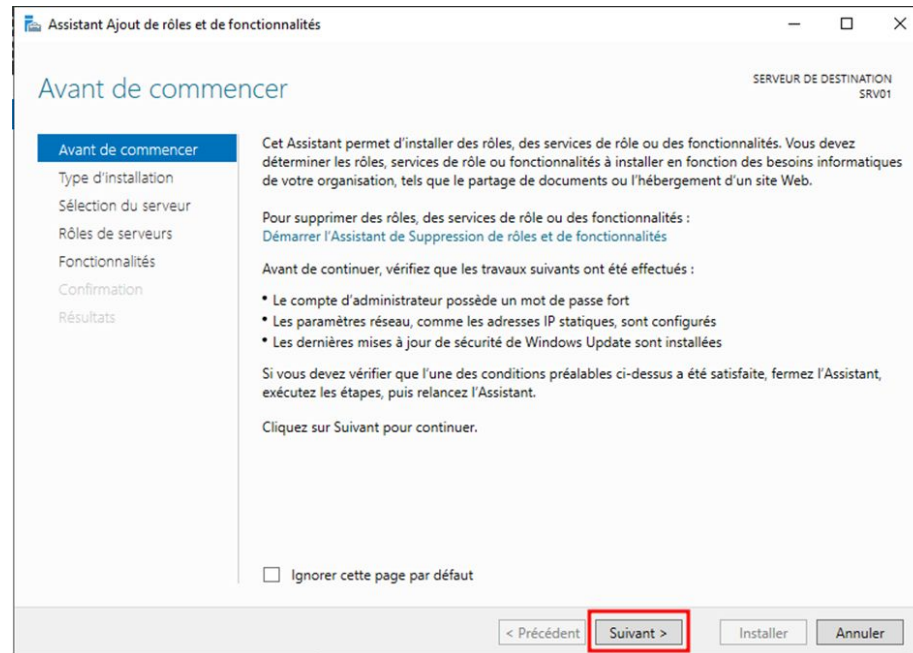 Assistant Ajout de rôles et de fonctionnalités
Avant de commencer
SERVEUR DE DESTINATION
SRV01
Avant de commencer
Type d'installation
Sélection du serveur
Rôles de serveurs
Fonctionnalités
Confirmation
Résultats
Cet Assistant permet d'installer des rôles, des services de rôle ou des fonctionnalités. Vous devez
déterminer les rôles, services de rôle ou fonctionnalités à installer en fonction des besoins informatiques
de votre organisation, tels que le partage de documents ou l'hébergement d'un site Web.
Pour supprimer des rôles, des services de rôle ou des fonctionnalités :
Démarrer l'Assistant de Suppression de rôles et de fonctionnalités
Avant de continuer, vérifiez que les travaux suivants ont été effectués :
• Le compte d'administrateur possède un mot de passe fort
• Les paramètres réseau, comme les adresses IP statiques, sont configurés
• Les dernières mises à jour de sécurité de Windows Update sont installées
Si vous devez vérifier que l'une des conditions préalables ci-dessus a été satisfaite, fermez l'Assistant,
exécutez les étapes, puis relancez l'Assistant.
Cliquez sur Suivant pour continuer.
Ignorer cette page par défaut
< Précédent
Suivant >
Installer
Annuler